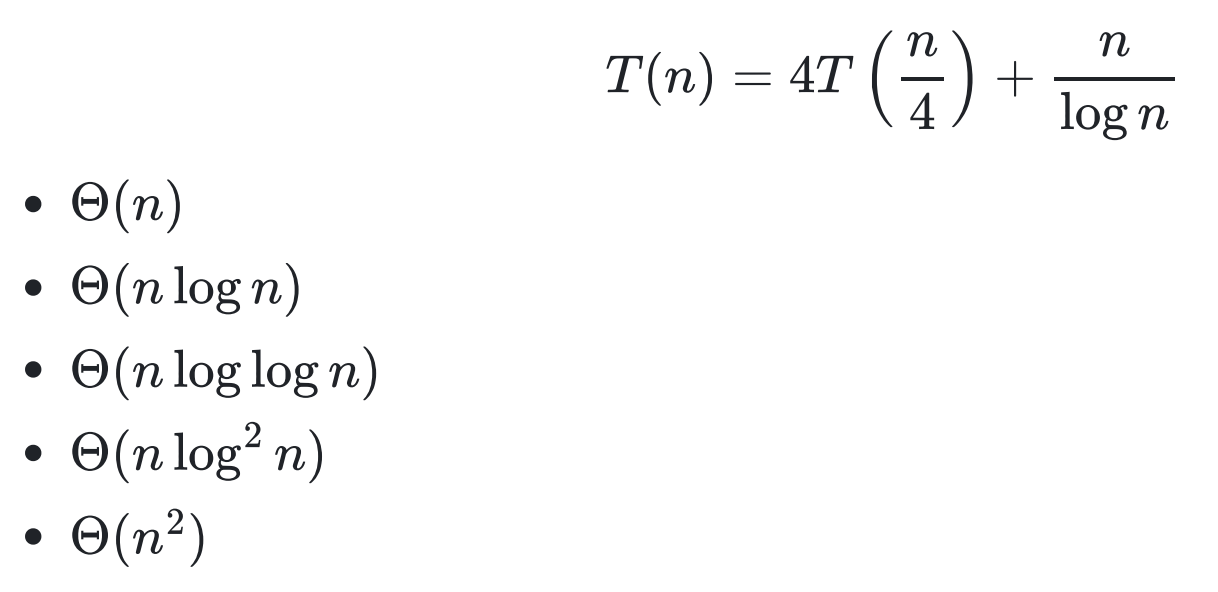 T(n) = 4T(n/4) + n/log n
• Θ(n)
• Θ(n log n)
• Θ(n log log n)
• Θ(n log² n)
• Θ(n²)